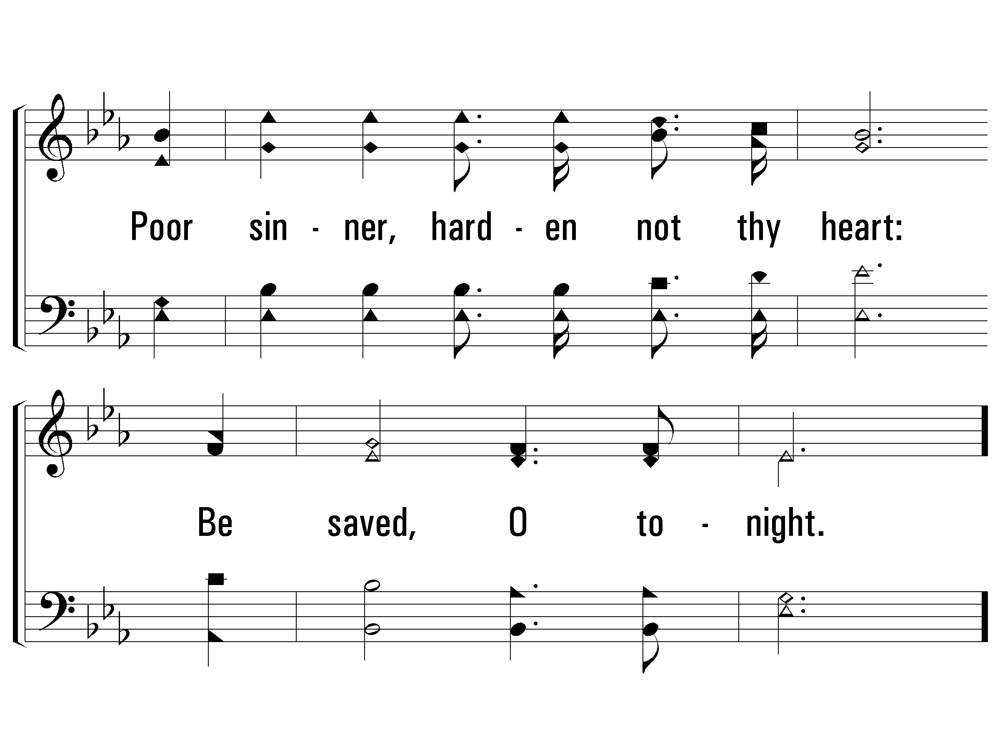 Poor sin - ner, hard - en not thy heart:
Be saved, O to - night.